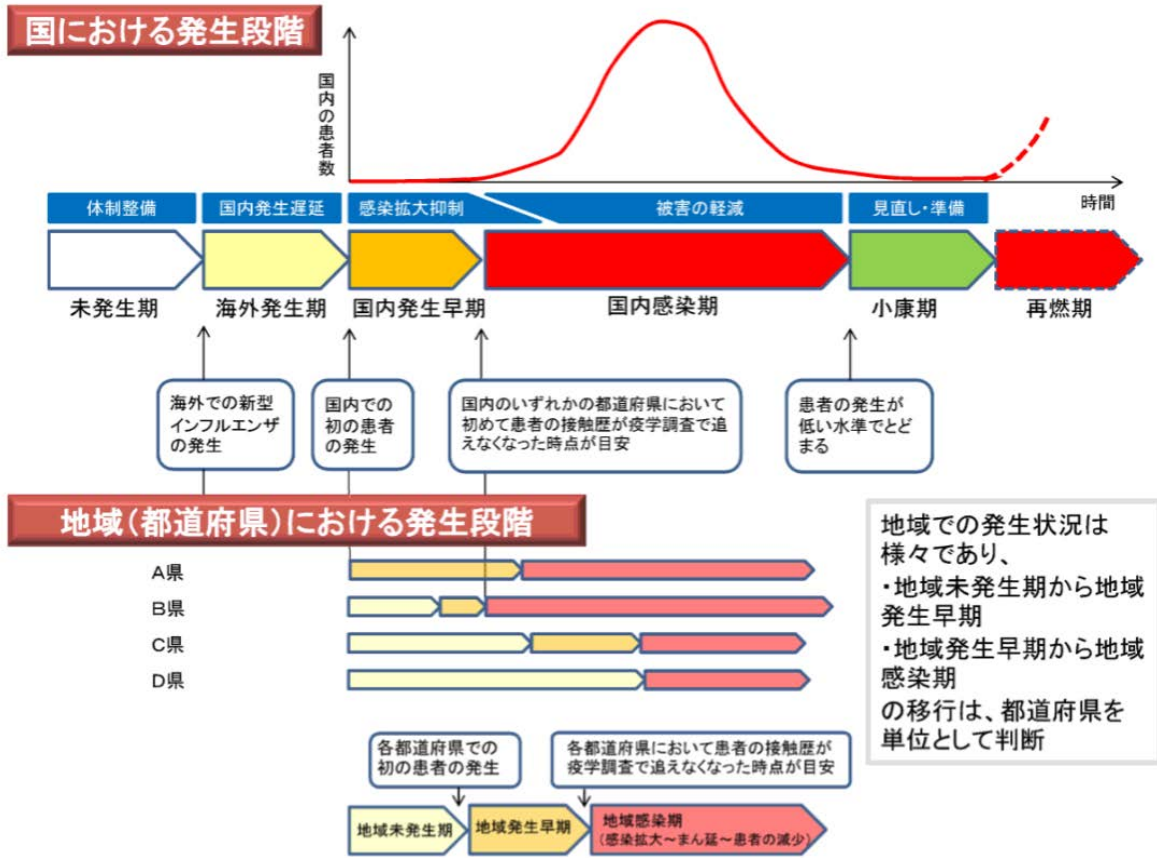 国における発生段階
国内の患者数
時間
体制整備
国内発生遅延
感染拡大抑制
被害の軽減
見直し・準備
未発生期
海外発生期
国内発生早期
国内感染期
小康期
再燃期
海外での新型
インフルエンザ
の発生
国内での
初の患者
の発生
国内のいずれかの都道府県において
初めて患者の接触歴が疫学調査で追
えなくなった時点が目安
患者の発生が
低い水準でとど
まる
地域(都道府県)における発生段階
A県
B県
C県
D県
地域での発生状況は
様々であり、
・地域未発生期から地域
発生早期
・地域発生早期から地域
感染期
の移行は、都道府県を
単位として判断
各都道府県での
初の患者の発生
各都道府県において患者の接触歴が
疫学調査で追えなくなった時点が目安
地域未発生期
地域発生早期
地域感染期
(感染拡大~まん延~患者の減少)